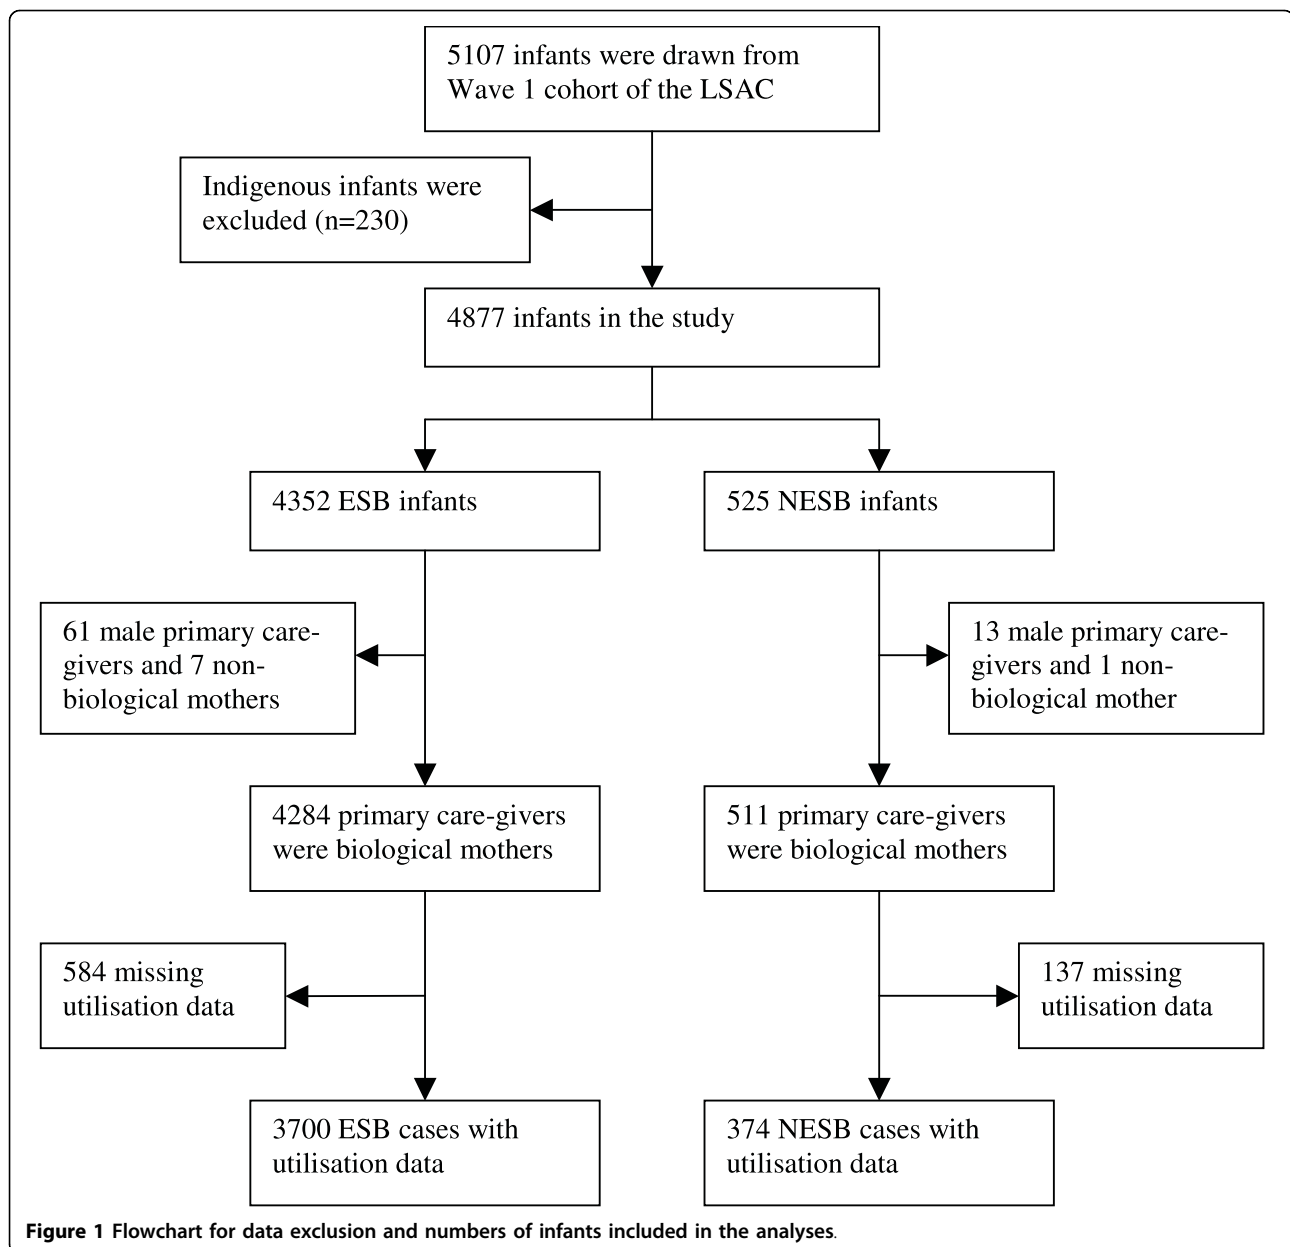 5107 infants were drawn from
Wave 1 cohort of the LSAC
Indigenous infants were
excluded (n=230)
4877 infants in the study
4352 ESB infants
525 NESB infants
61 male primary care-
givers and 7 non-
biological mothers
13 male primary care-
givers and 1 non-
biological mother
4284 primary care-givers
were biological mothers
511 primary care-givers
were biological mothers
584 missing
utilisation data
137 missing
utilisation data
3700 ESB cases with
utilisation data
374 NESB cases with
utilisation data
Figure 1 Flowchart for data exclusion and numbers of infants included in the analyses.